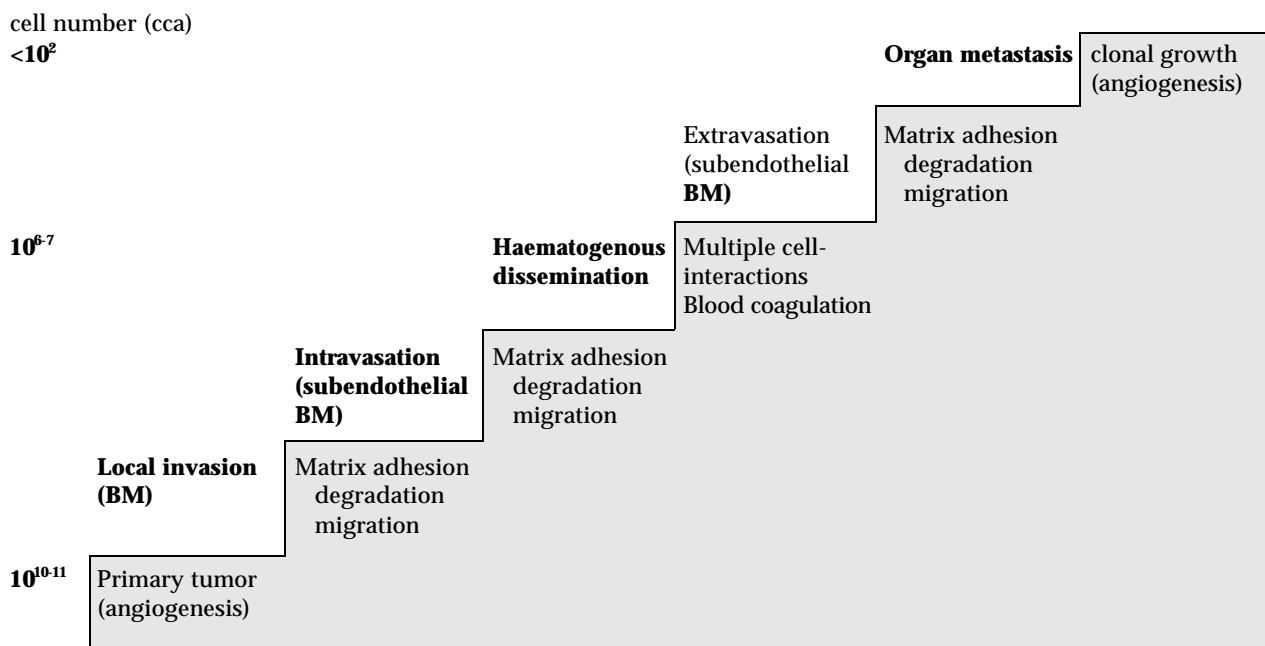 cell number (cca)
<10²
Organ metastasis
clonal growth
(angiogenesis)
Extravasation
(subendothelial
BM)
Matrix adhesion
degradation
migration
10⁶⁻⁷
Haematogenous
dissemination
Multiple cell-
interactions
Blood coagulation
Intravasation
(subendothelial
BM)
Matrix adhesion
degradation
migration
Local invasion
(BM)
Matrix adhesion
degradation
migration
10¹⁰⁻¹¹
Primary tumor
(angiogenesis)